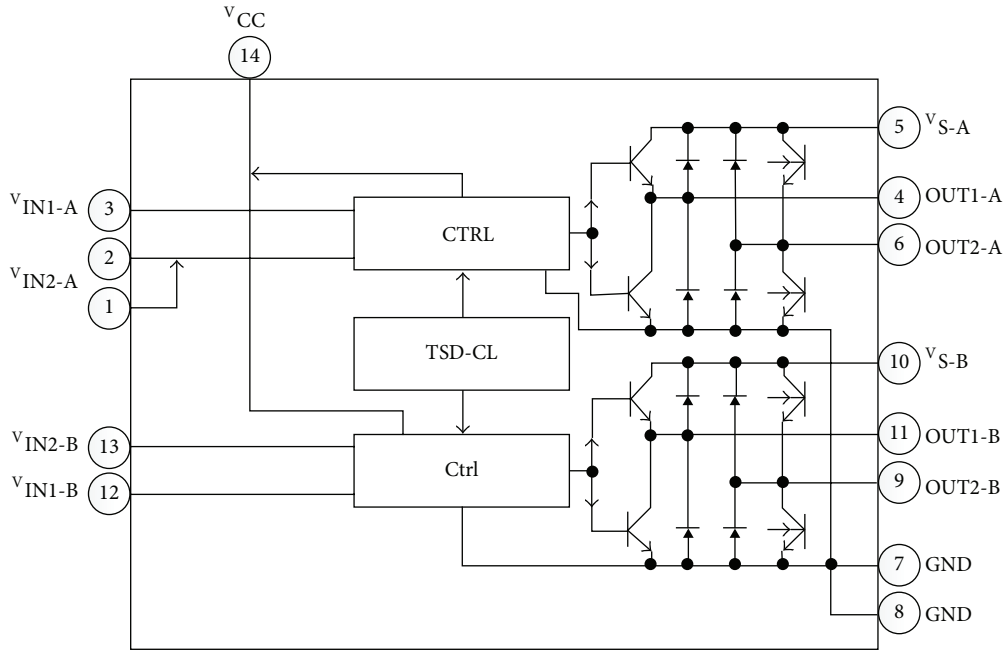 VCC
14
5 VS-A
VIN1-A 3
CTRL
4 OUT1-A
2
6 OUT2-A
VIN2-A
1
TSD-CL
10 VS-B
VIN2-B 13
11 OUT1-B
Ctrl
VIN1-B 12
9 OUT2-B
7 GND
8 GND